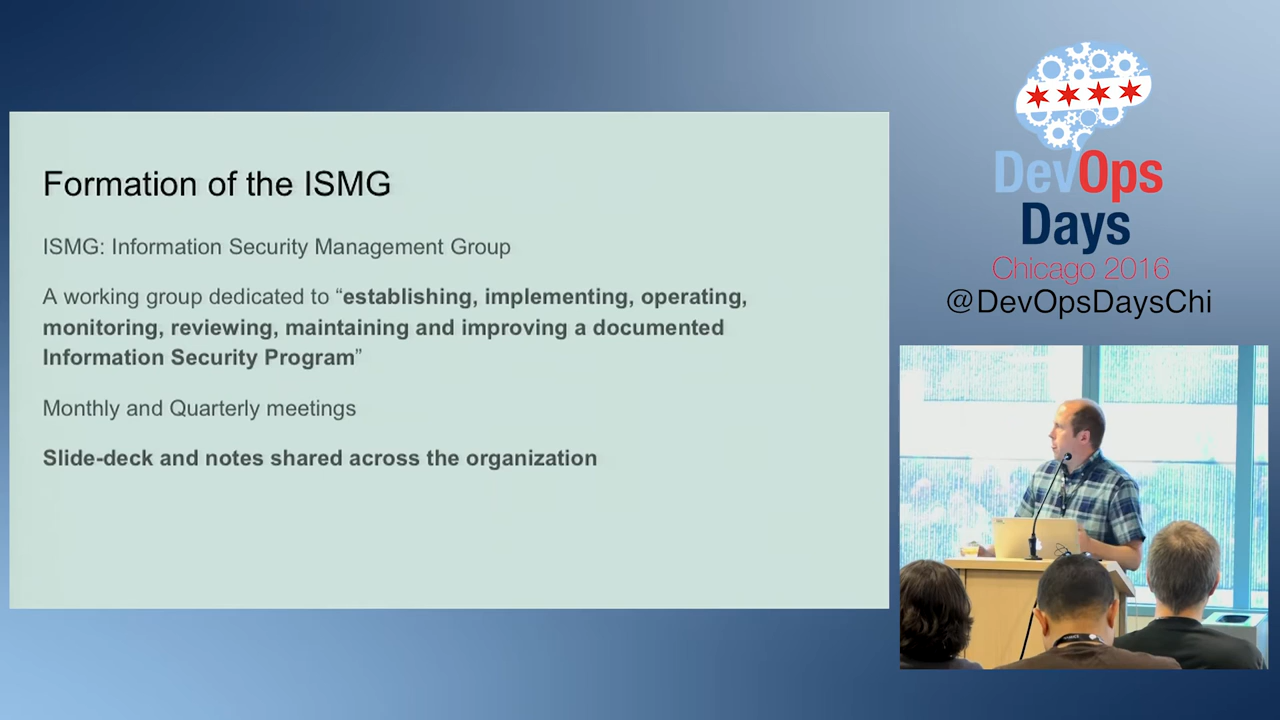 Formation of the ISMG
ISMG: Information Security Management Group
A working group dedicated to “establishing, implementing, operating,
monitoring, reviewing, maintaining and improving a documented
Information Security Program”
Monthly and Quarterly meetings
Slide-deck and notes shared across the organization
DevOps
Days
Chicago 2016
@DevOpsDaysChi